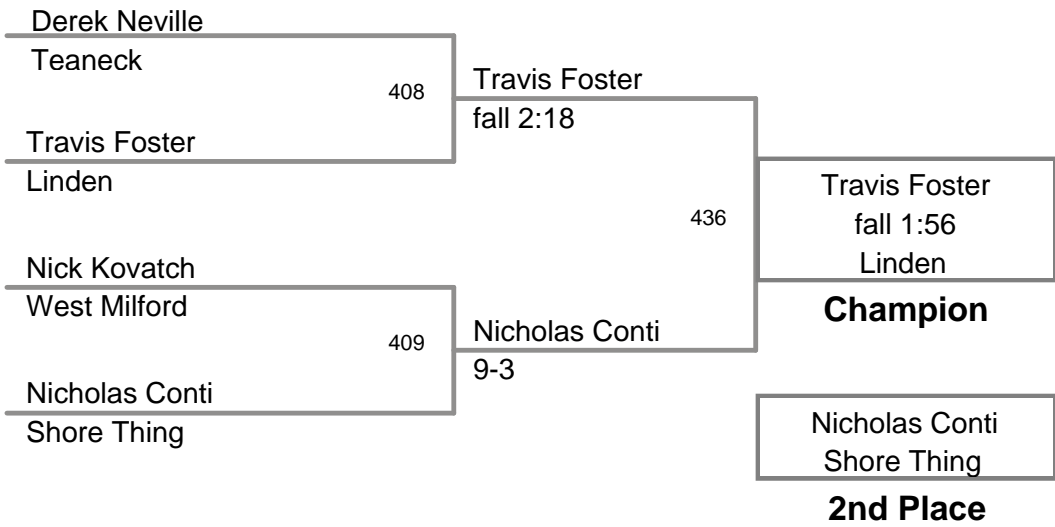 Derek Neville
Teaneck
408
Travis Foster
Linden
Travis Foster
fall 2:18
Nick Kovatch
West Milford
409
Nicholas Conti
Shore Thing
Nicholas Conti
9-3
436
Travis Foster
fall 1:56
Linden
Champion
Nicholas Conti
Shore Thing
2nd Place